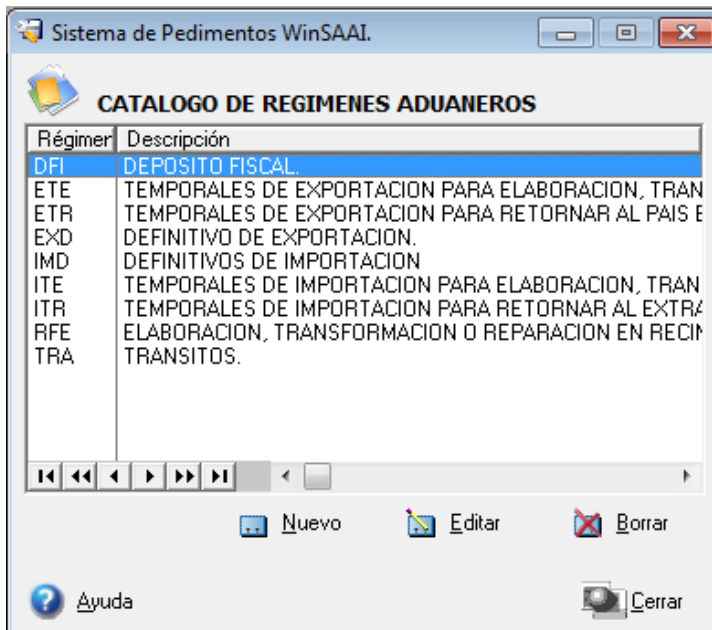 Sistema de Pedimentos WinSAAI.
CATALOGO DE REGIMENES ADUANEROS
Régimen Descripción
DFI DEPOSITO FISCAL.
ETE TEMPORALES DE EXPORTACION PARA ELABORACION, TRAN
ETR TEMPORALES DE EXPORTACION PARA RETORNAR AL PAIS E
EXD DEFINITIVO DE EXPORTACION.
IMD DEFINITIVOS DE IMPORTACION
ITE TEMPORALES DE IMPORTACION PARA ELABORACION, TRAN
ITR TEMPORALES DE IMPORTACION PARA RETORNAR AL EXTRA
RFE ELABORACION, TRANSFORMACION O REPARACION EN RECIN
TRA TRANSITOS.
Nuevo Editar Borrar
Ayuda Cerrar